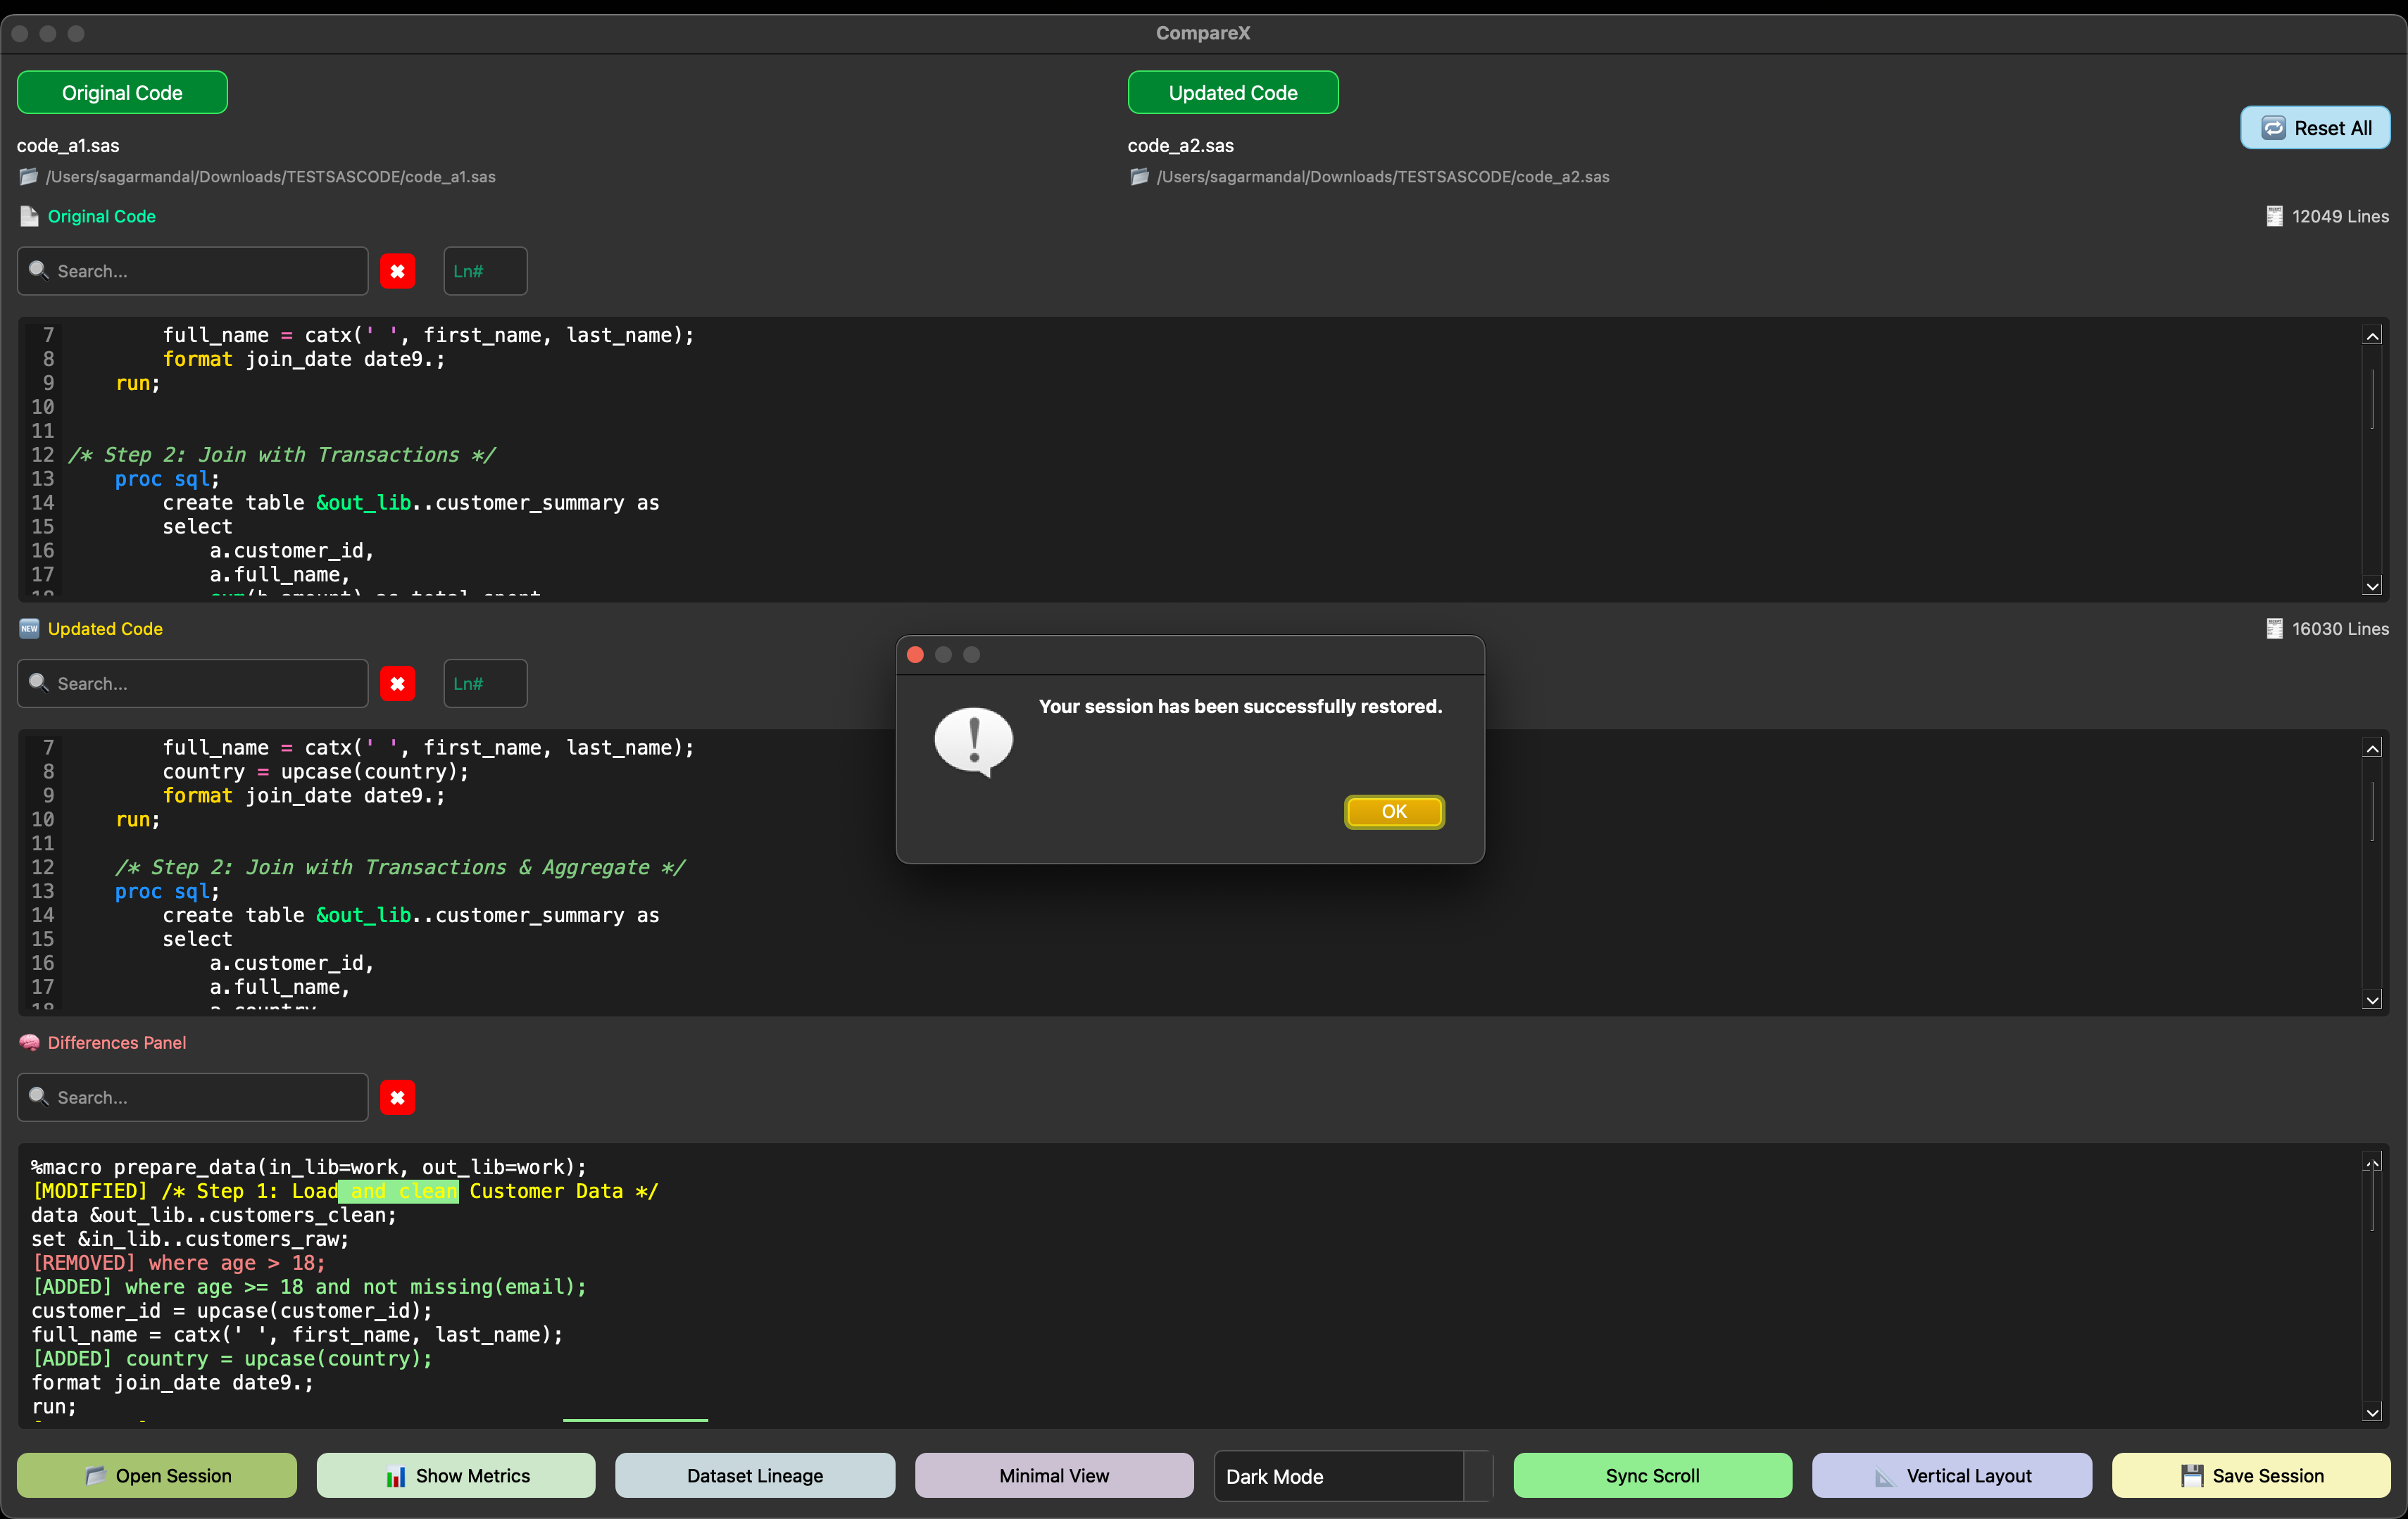 CompareX
Original Code
Updated Code
Reset All
code_a1.sas
code_a2.sas
/Users/sagarmandal/Downloads/TESTSASCODE/code_a1.sas
/Users/sagarmandal/Downloads/TESTSASCODE/code_a2.sas
Original Code
12049 Lines
Search...
Ln#
7 full_name = catx(' ', first_name, last_name);
8 format join_date date9.;
9 run;
10
11
12 /* Step 2: Join with Transactions */
13 proc sql;
14 create table &out_lib..customer_summary as
15 select
16 a.customer_id,
17 a.full_name,
18 sum(b.amount) as total_spent
NEW Updated Code
16030 Lines
Search...
Ln#
7 full_name = catx(' ', first_name, last_name);
8 country = upcase(country);
9 format join_date date9.;
10 run;
11
12 /* Step 2: Join with Transactions & Aggregate */
13 proc sql;
14 create table &out_lib..customer_summary as
15 select
16 a.customer_id,
17 a.full_name,
18 a.country
Your session has been successfully restored.
OK
Differences Panel
Search...
%macro prepare_data(in_lib=work, out_lib=work);
[MODIFIED] /* Step 1: Load and clean Customer Data */
data &out_lib..customers_clean;
set &in_lib..customers_raw;
[REMOVED] where age > 18;
[ADDED] where age >= 18 and not missing(email);
customer_id = upcase(customer_id);
full_name = catx(' ', first_name, last_name);
[ADDED] country = upcase(country);
format join_date date9.;
run;
Open Session
Show Metrics
Dataset Lineage
Minimal View
Dark Mode
Sync Scroll
Vertical Layout
Save Session